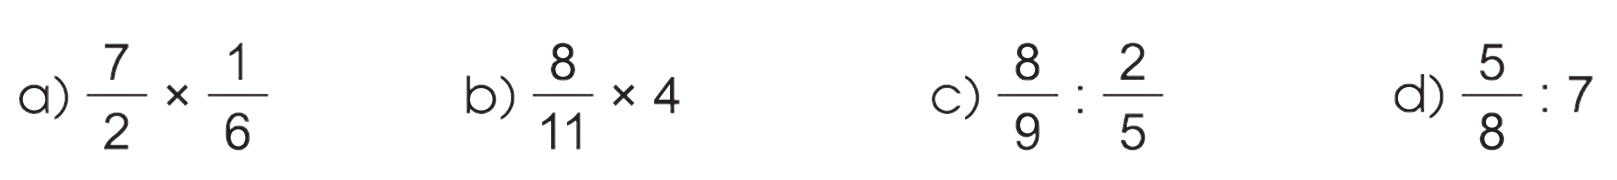 a) 7/2 × 1/6 b) 8/11 × 4 c) 8/9 : 2/5 d) 5/8 : 7